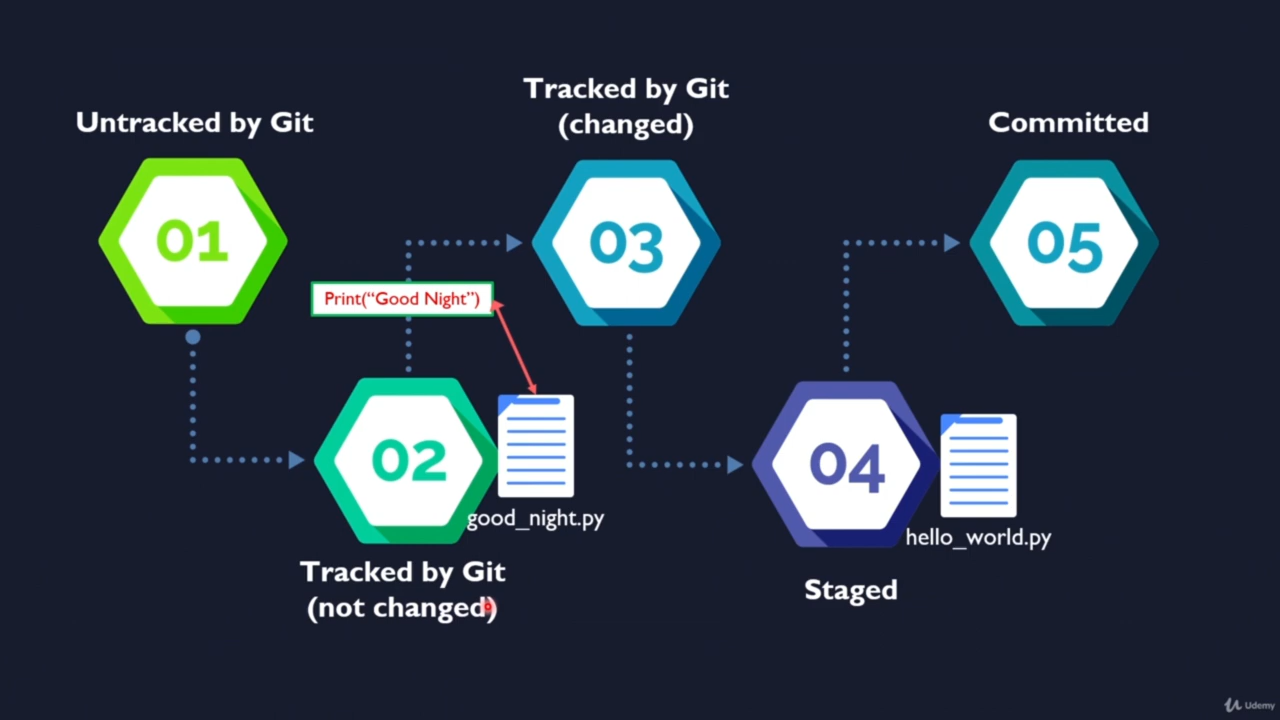 Untracked by Git
01
Tracked by Git
(changed)
03
Committed
05
Print(“Good Night”)
02
good_night.py
Tracked by Git
(not changed)
04
hello_world.py
Staged
Udemy